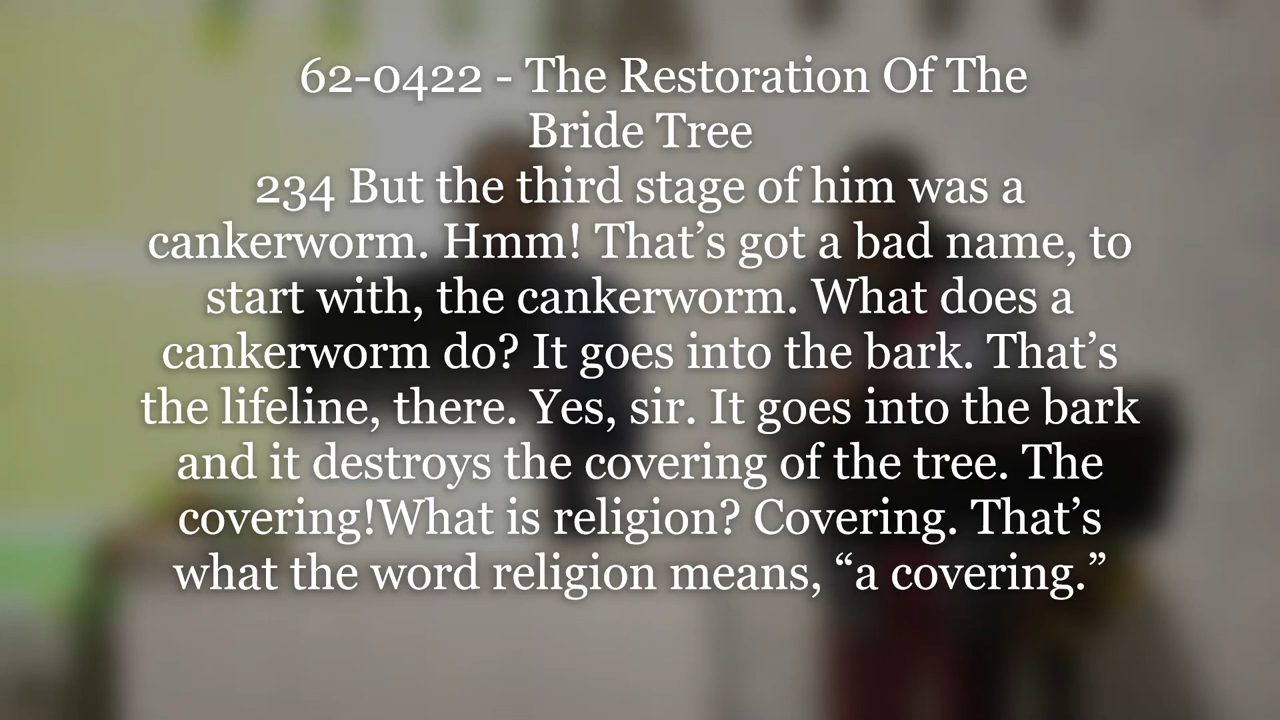 62-0422 - The Restoration Of The
Bride Tree
234 But the third stage of him was a
cankerworm. Hmm! That’s got a bad name, to
start with, the cankerworm. What does a
cankerworm do? It goes into the bark. That’s
the lifeline, there. Yes, sir. It goes into the bark
and it destroys the covering of the tree. The
covering!What is religion? Covering. That’s
what the word religion means, “a covering.”